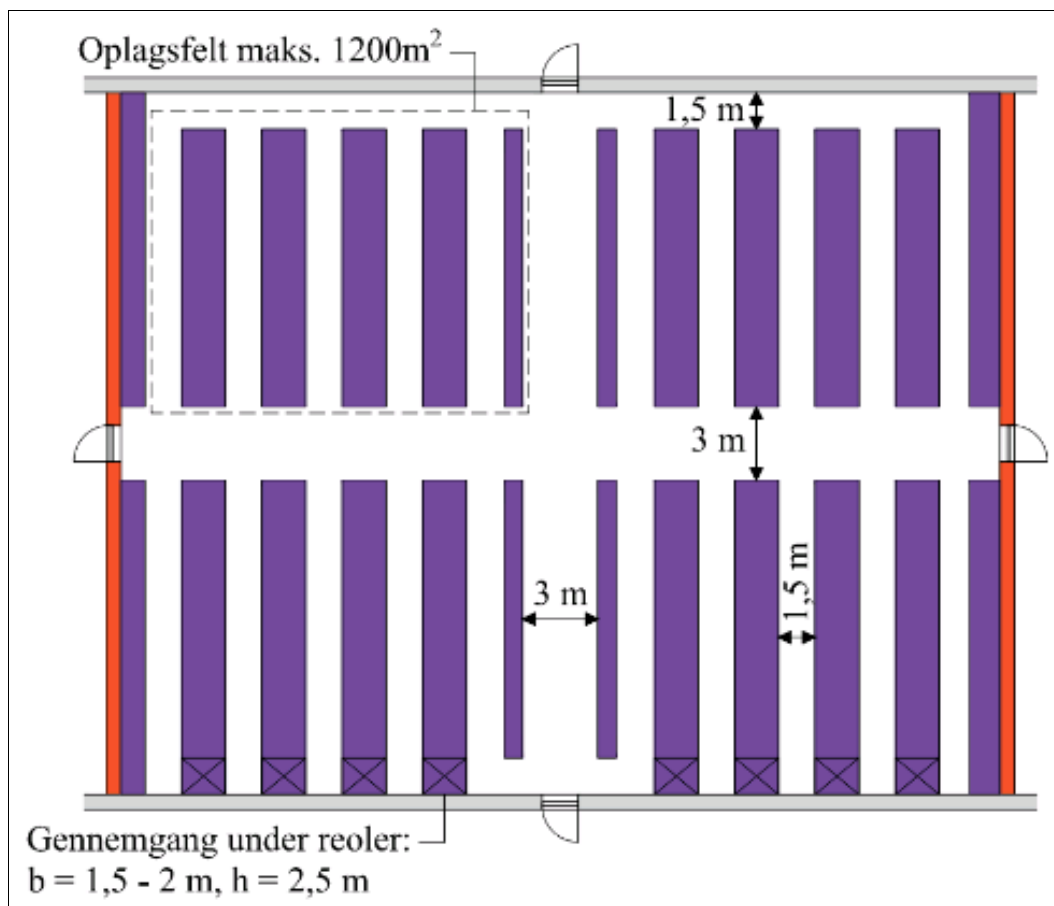 Oplagsfelt maks. 1200m²
1,5 m
3 m
3 m
1,5 m
Gennemgang under reoler:
b = 1,5 - 2 m, h = 2,5 m